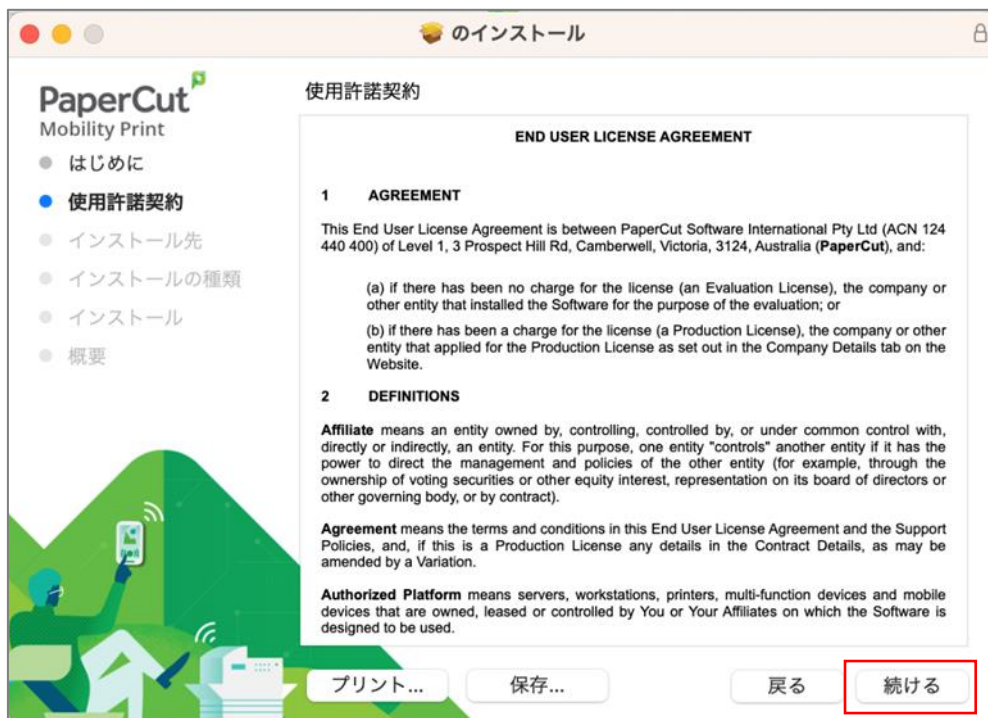 のインストール
PaperCut
Mobility Print
はじめに
使用許諾契約
インストール先
インストールの種類
インストール
概要
使用許諾契約
END USER LICENSE AGREEMENT
1 AGREEMENT
This End User License Agreement is between PaperCut Software International Pty Ltd (ACN 124
440 400) of Level 1, 3 Prospect Hill Rd, Camberwell, Victoria, 3124, Australia (PaperCut), and:
(a) if there has been no charge for the license (an Evaluation License), the company or
other entity that installed the Software for the purpose of the evaluation; or
(b) if there has been a charge for the license (a Production License), the company or other
entity that applied for the Production License as set out in the Company Details tab on the
Website.
2 DEFINITIONS
Affiliate means an entity owned by, controlling, controlled by, or under common control with,
directly or indirectly, an entity. For this purpose, one entity "controls" another entity if it has the
power to direct the management and policies of the other entity (for example, through the
ownership of voting securities or other equity interest, representation on its board of directors or
other governing body, or by contract).
Agreement means the terms and conditions in this End User License Agreement and the Support
Policies, and, if this is a Production License any details in the Contract Details, as may be
amended by a Variation.
Authorized Platform means servers, workstations, printers, multi-function devices and mobile
devices that are owned, leased or controlled by You or Your Affiliates on which the Software is
designed to be used.
プリント...
保存...
戻る
続ける